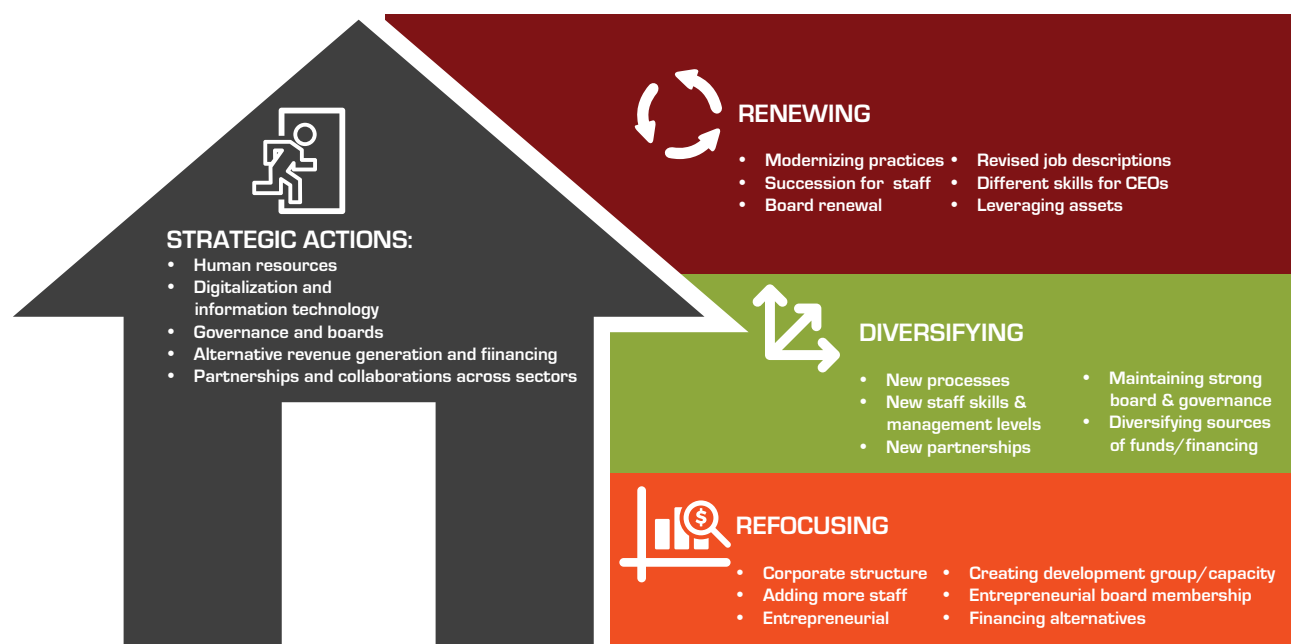 STRATEGIC ACTIONS:
• Human resources
• Digitalization and
information technology
• Governance and boards
• Alternative revenue generation and fiinancing
• Partnerships and collaborations across sectors
RENEWING
• Modernizing practices
• Succession for staff
• Board renewal
• Revised job descriptions
• Different skills for CEOs
• Leveraging assets
DIVERSIFYING
• New processes
• New staff skills &
management levels
• New partnerships
• Maintaining strong
board & governance
• Diversifying sources
of funds/financing
$
REFOCUSING
• Corporate structure
• Adding more staff
• Entrepreneurial
• Creating development group/capacity
• Entrepreneurial board membership
• Financing alternatives